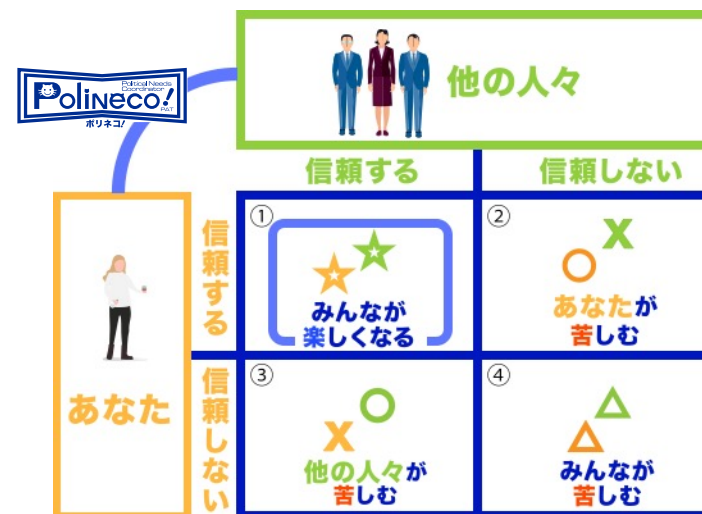 Polineco!
Political Needs
Coordinator
PAT
ポリネコ!
他の人々
信頼する
信頼しない
あなた
信頼する
信頼しない
①
みんなが
楽しくなる
②
X
あなたが
苦しむ
③
X
他の人々が
苦しむ
④
みんなが
苦しむ